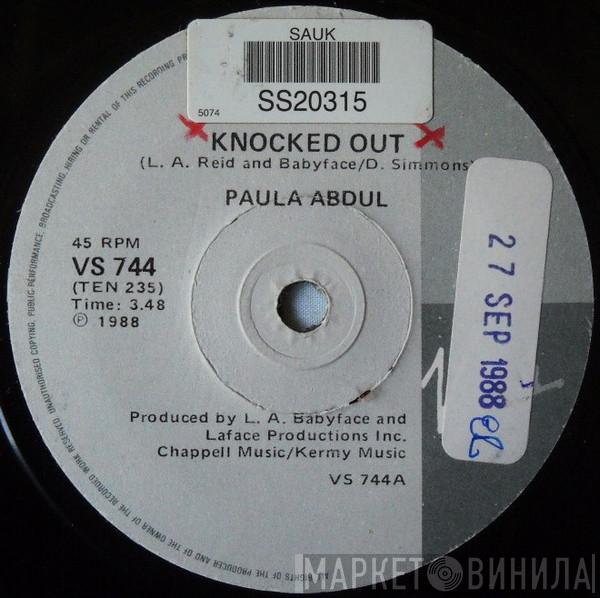 SAUK
5074
SS20315
KNOCKED OUT
(L. A. Reid and Babyface/D. Simmons)
PAULA ABDUL
45 RPM
VS 744
(TEN 235)
Time: 3.48
Ⓟ 1988
27 SEP 1988
Produced by L. A. Babyface and
Laface Productions Inc.
Chappell Music/Kermy Music
VS 744A
ALL RIGHTS OF THE PRODUCER AND OF THE OWNER OF THE RECORDED WORK RESERVED UNAUTHORISED COPYING, PUBLIC PERFORMANCE, BROADCASTING, HIRING OR RENTAL OF THIS RECORDING
МАРКЕТ ВИНИЛА